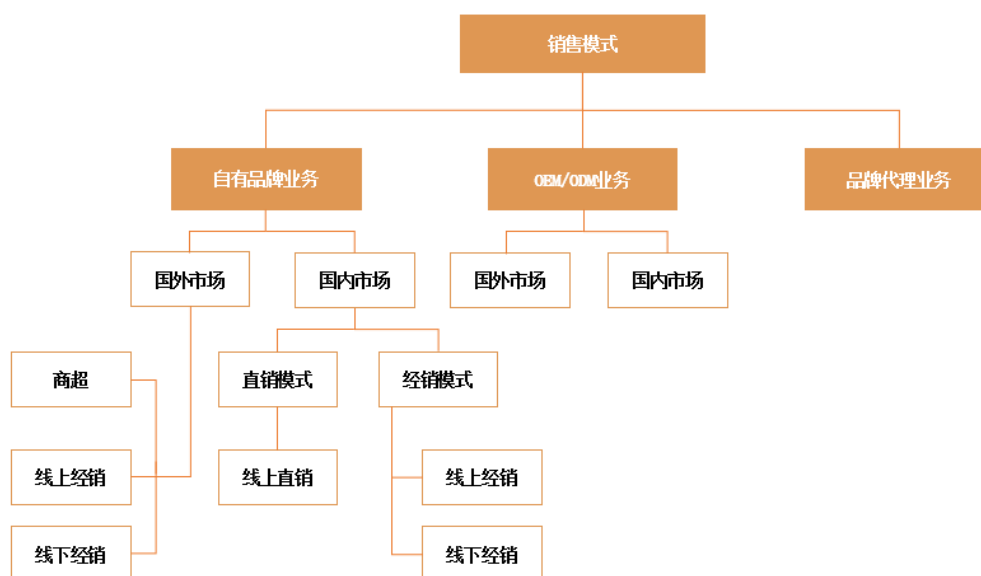 销售模式
自有品牌业务
OEM/ODM业务
品牌代理业务
国外市场
国内市场
国外市场
国内市场
商超
直销模式
经销模式
线上经销
线上直销
线上经销
线下经销
线下经销